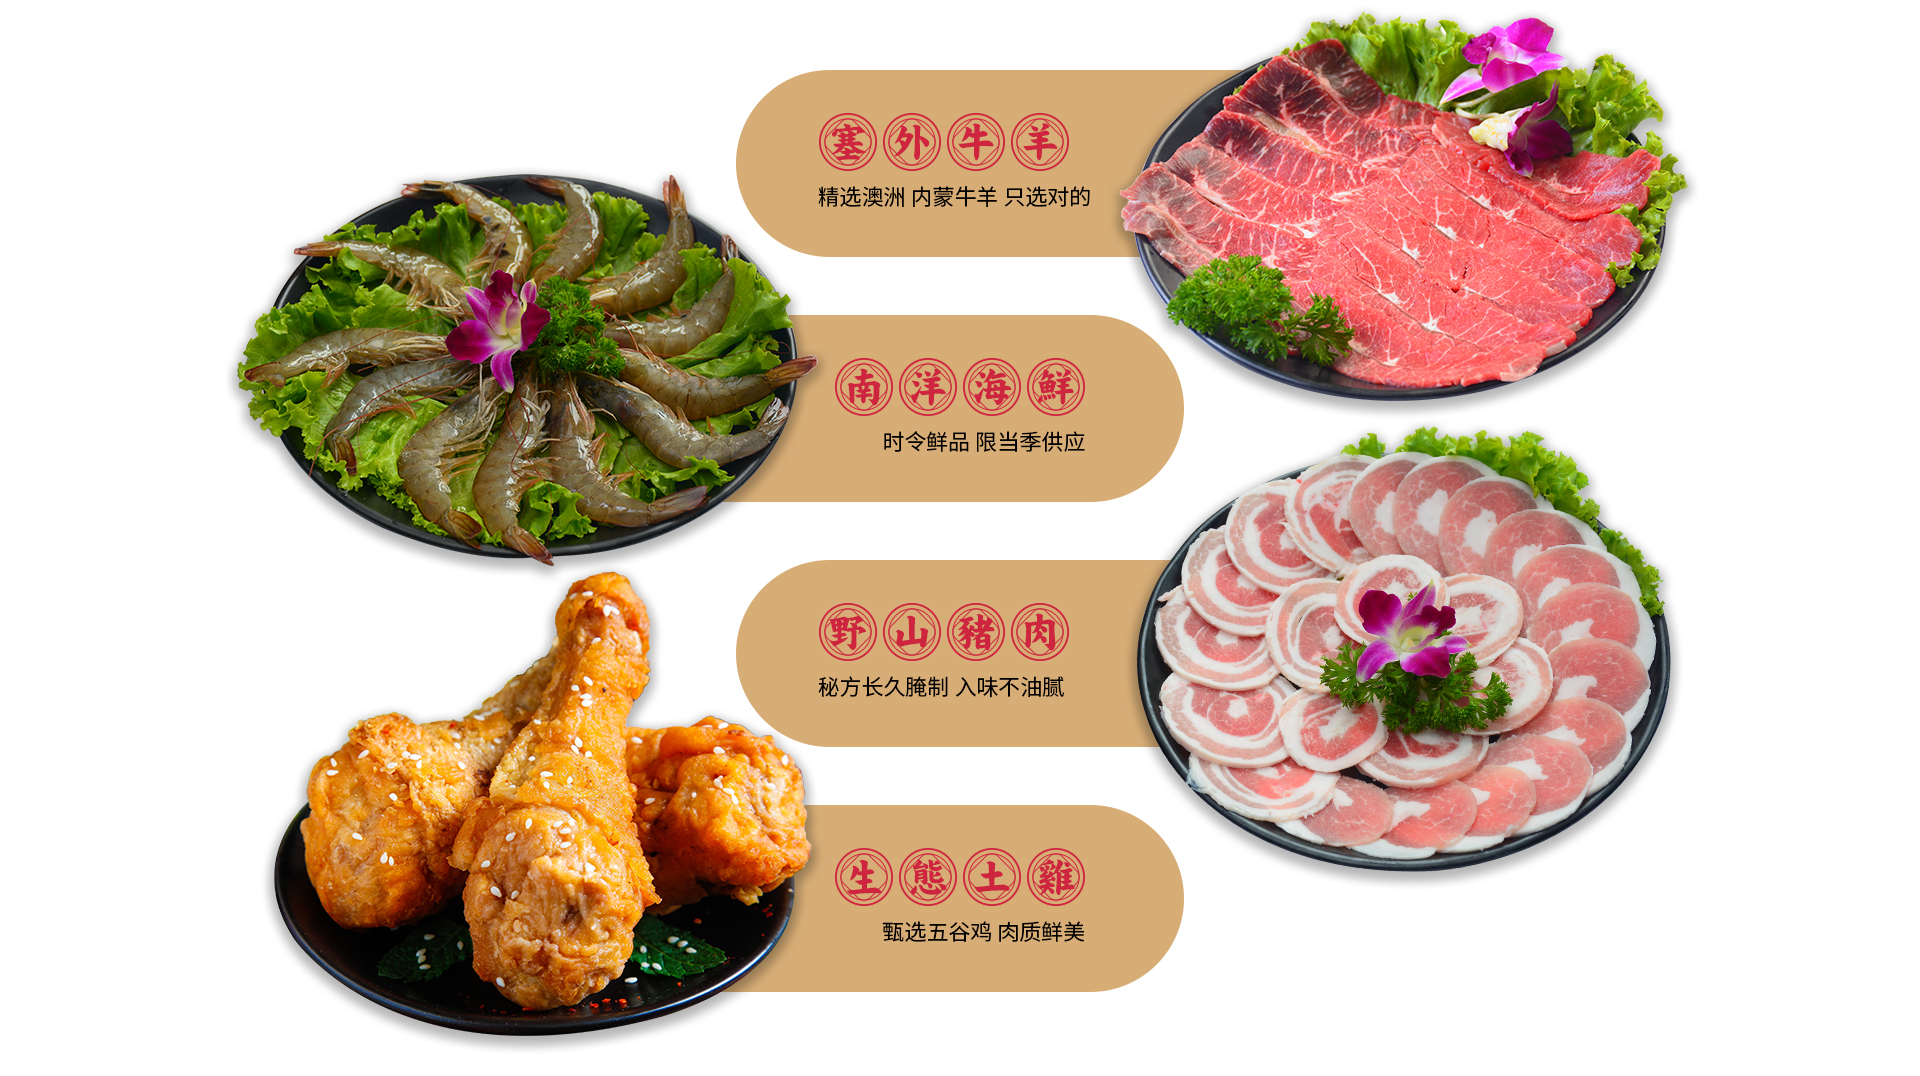 塞外牛羊
精选澳洲 内蒙牛羊 只选对的
南洋海鮮
时令鲜品 限当季供应
野山豬肉
秘方长久腌制 入味不油腻
生態土雞
甄选五谷鸡 肉质鲜美